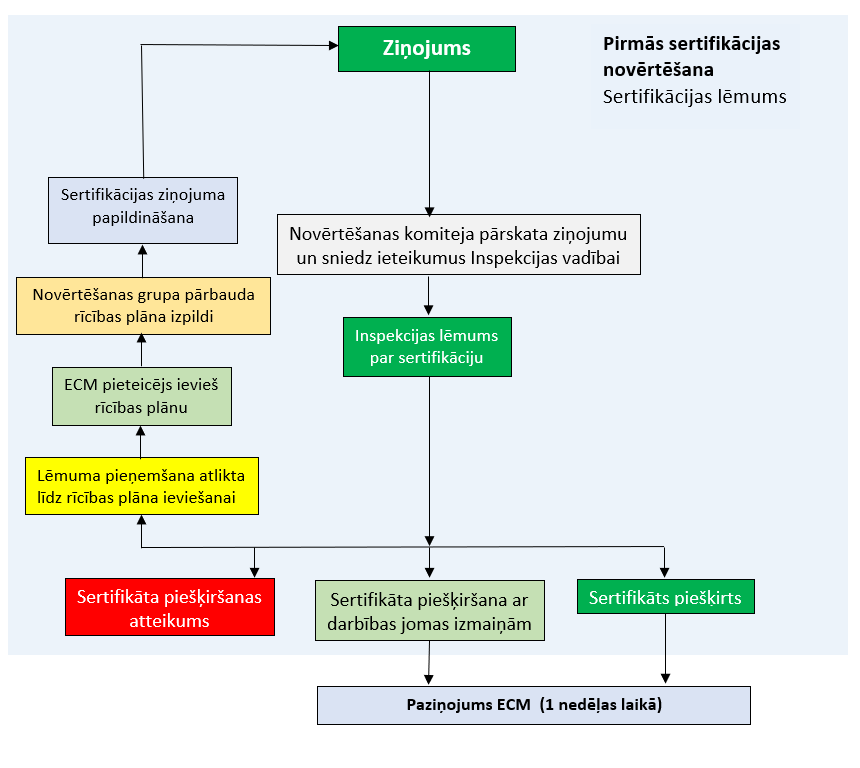 Ziņojums
Pirmās sertifikācijas
novērtēšana
Sertifikācijas lēmums
Sertifikācijas ziņojuma
papildināšana
Novērtēšanas komiteja pārskata ziņojumu
un sniedz ieteikumus Inspekcijas vadībai
Novērtēšanas grupa pārbauda
rīcības plāna izpildi
Inspekcijas lēmums
par sertifikāciju
ECM pieteicējs ievieš
rīcības plānu
Lēmuma pieņemšana atlikta
līdz rīcības plāna ieviešanai
Sertifikāta piešķiršanas
atteikums
Sertifikāta piešķiršana ar
darbības jomas izmaiņām
Sertifikāts piešķirts
Paziņojums ECM (1 nedēļas laikā)